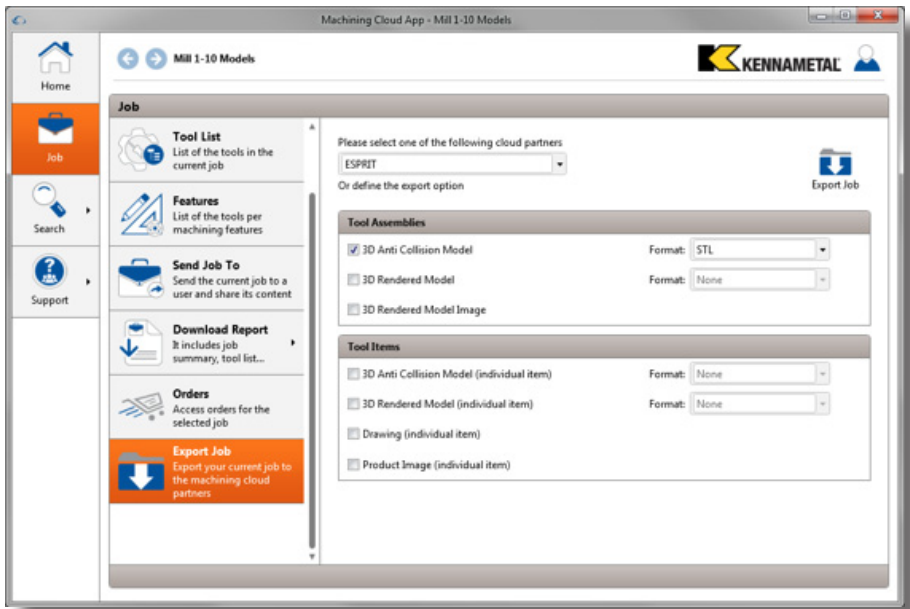 Machining Cloud App - Mill 1-10 Models
Home
Job
Search
Support
Mill 1-10 Models
KENNAMETAL
Job
Tool List
List of the tools in the
current job
Features
List of the tools per
machining features
Send Job To
Send the current job to a
user and share its content
Download Report
It includes job
summary, tool list...
Orders
Access orders for the
selected job
Export Job
Export your current job to
the machining cloud
partners
Please select one of the following cloud partners
ESPRIT
Or define the export option
Export Job
Tool Assemblies
3D Anti Collision Model Format: STL
3D Rendered Model Format: None
3D Rendered Model Image
Tool Items
3D Anti Collision Model (individual item) Format: None
3D Rendered Model (individual item) Format: None
Drawing (individual item)
Product Image (individual item)